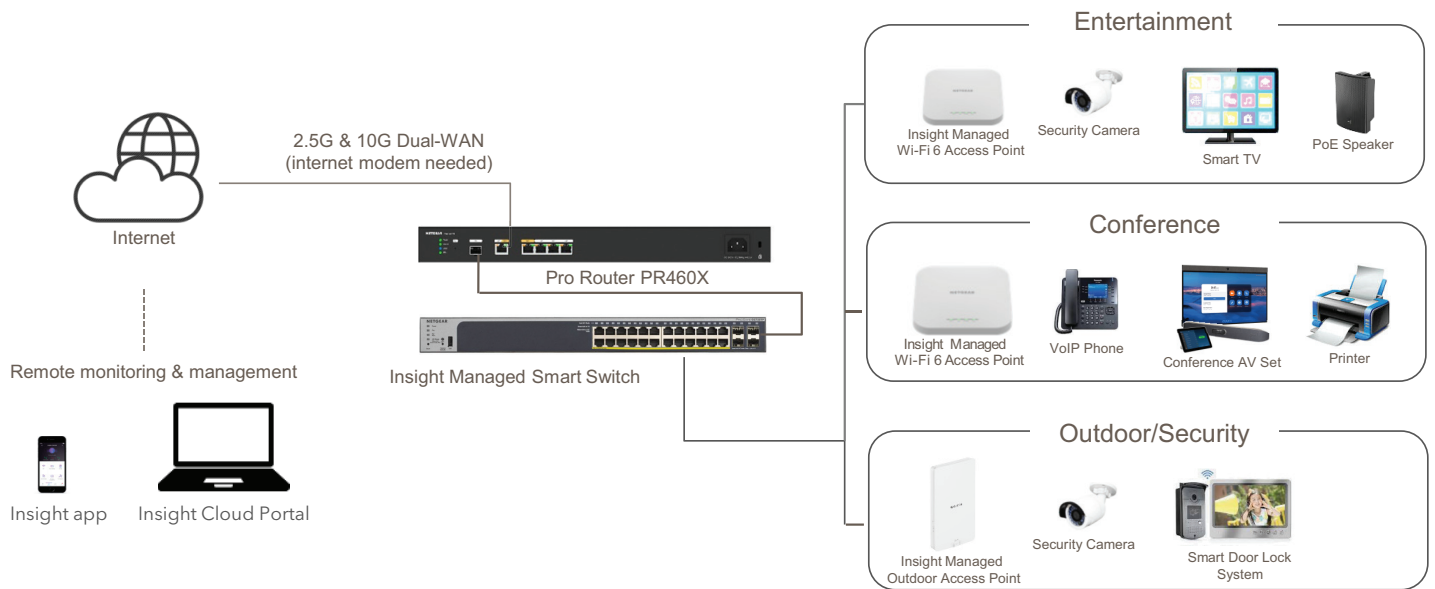 Entertainment
Insight Managed
Wi-Fi 6 Access Point
Security Camera
Smart TV
PoE Speaker
2.5G & 10G Dual-WAN
(internet modem needed)
Internet
NETGEAR
Pro Router PR460X
NETGEAR
Insight Managed Smart Switch
Remote monitoring & management
Insight app
Insight Cloud Portal
Conference
NETGEAR
Insight Managed
Wi-Fi 6 Access Point
VoIP Phone
Conference AV Set
Printer
Outdoor/Security
Insight Managed
Outdoor Access Point
Security Camera
Smart Door Lock
System